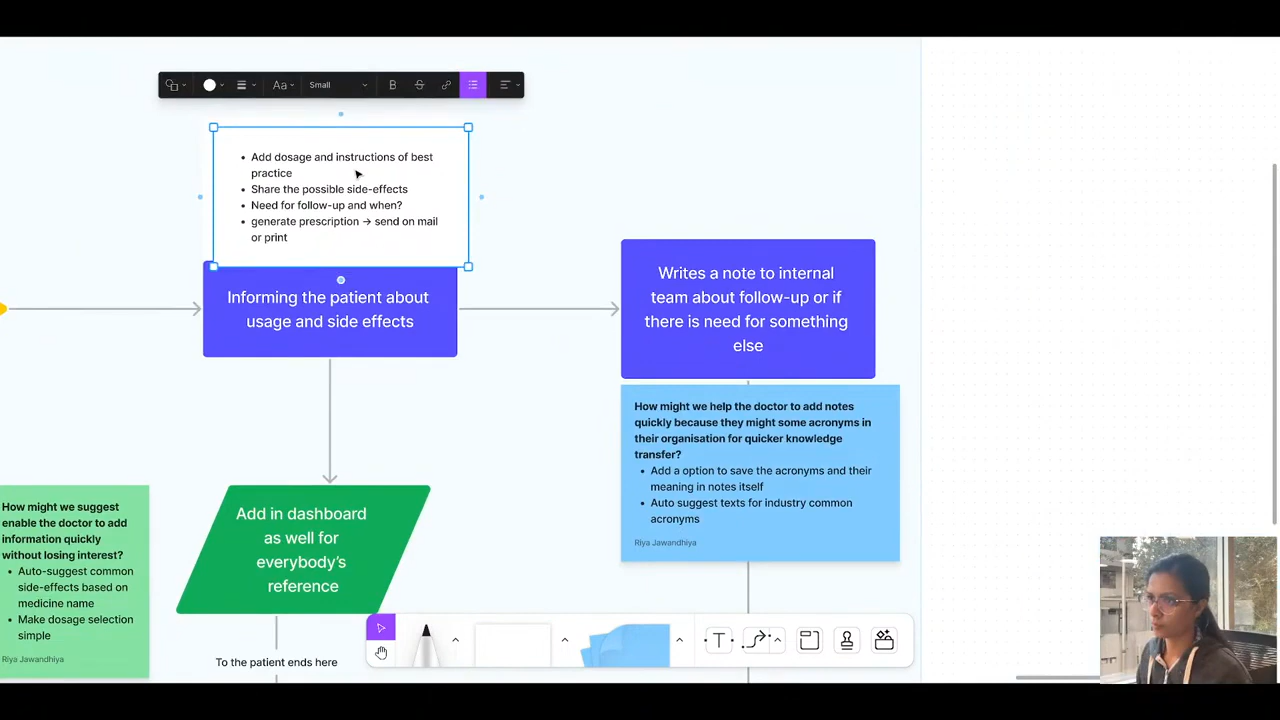 Aa
Small
B
S
• Add dosage and instructions of best
practice
• Share the possible side-effects
• Need for follow-up and when?
• generate prescription → send on mail
or print
Informing the patient about
usage and side effects
Writes a note to internal
team about follow-up or if
there is need for something
else
How might we help the doctor to add notes
quickly because they might some acronyms in
their organisation for quicker knowledge
transfer?
• Add a option to save the acronyms and their
meaning in notes itself
• Auto suggest texts for industry common
acronyms
Riya Jawandhiya
How might we suggest
enable the doctor to add
information quickly
without losing interest?
• Auto-suggest common
side-effects based on
medicine name
• Make dosage selection
simple
Riya Jawandhiya
Add in dashboard
as well for
everybody's
reference
To the patient ends here
T